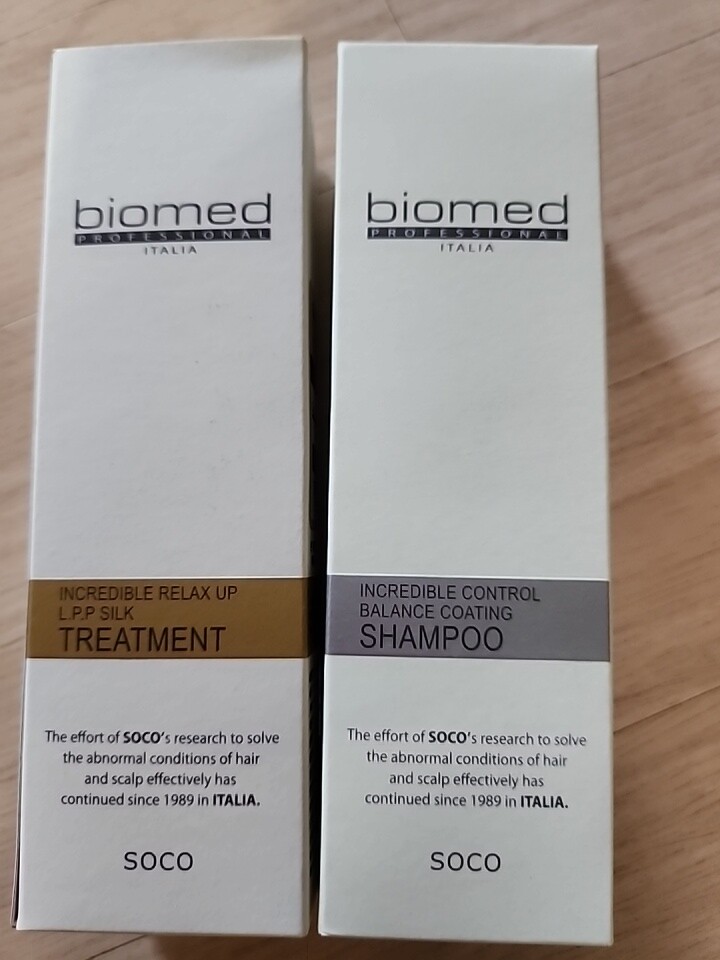 biomed
PROFESSIONAL
ITALIA
INCREDIBLE RELAX UP
L.P.P SILK
TREATMENT
The effort of SOCO's research to solve
the abnormal conditions of hair
and scalp effectively has
continued since 1989 in ITALIA.
SOCO
biomed
PROFESSIONAL
ITALIA
INCREDIBLE CONTROL
BALANCE COATING
SHAMPOO
The effort of SOCO's research to solve
the abnormal conditions of hair
and scalp effectively has
continued since 1989 in ITALIA.
SOCO